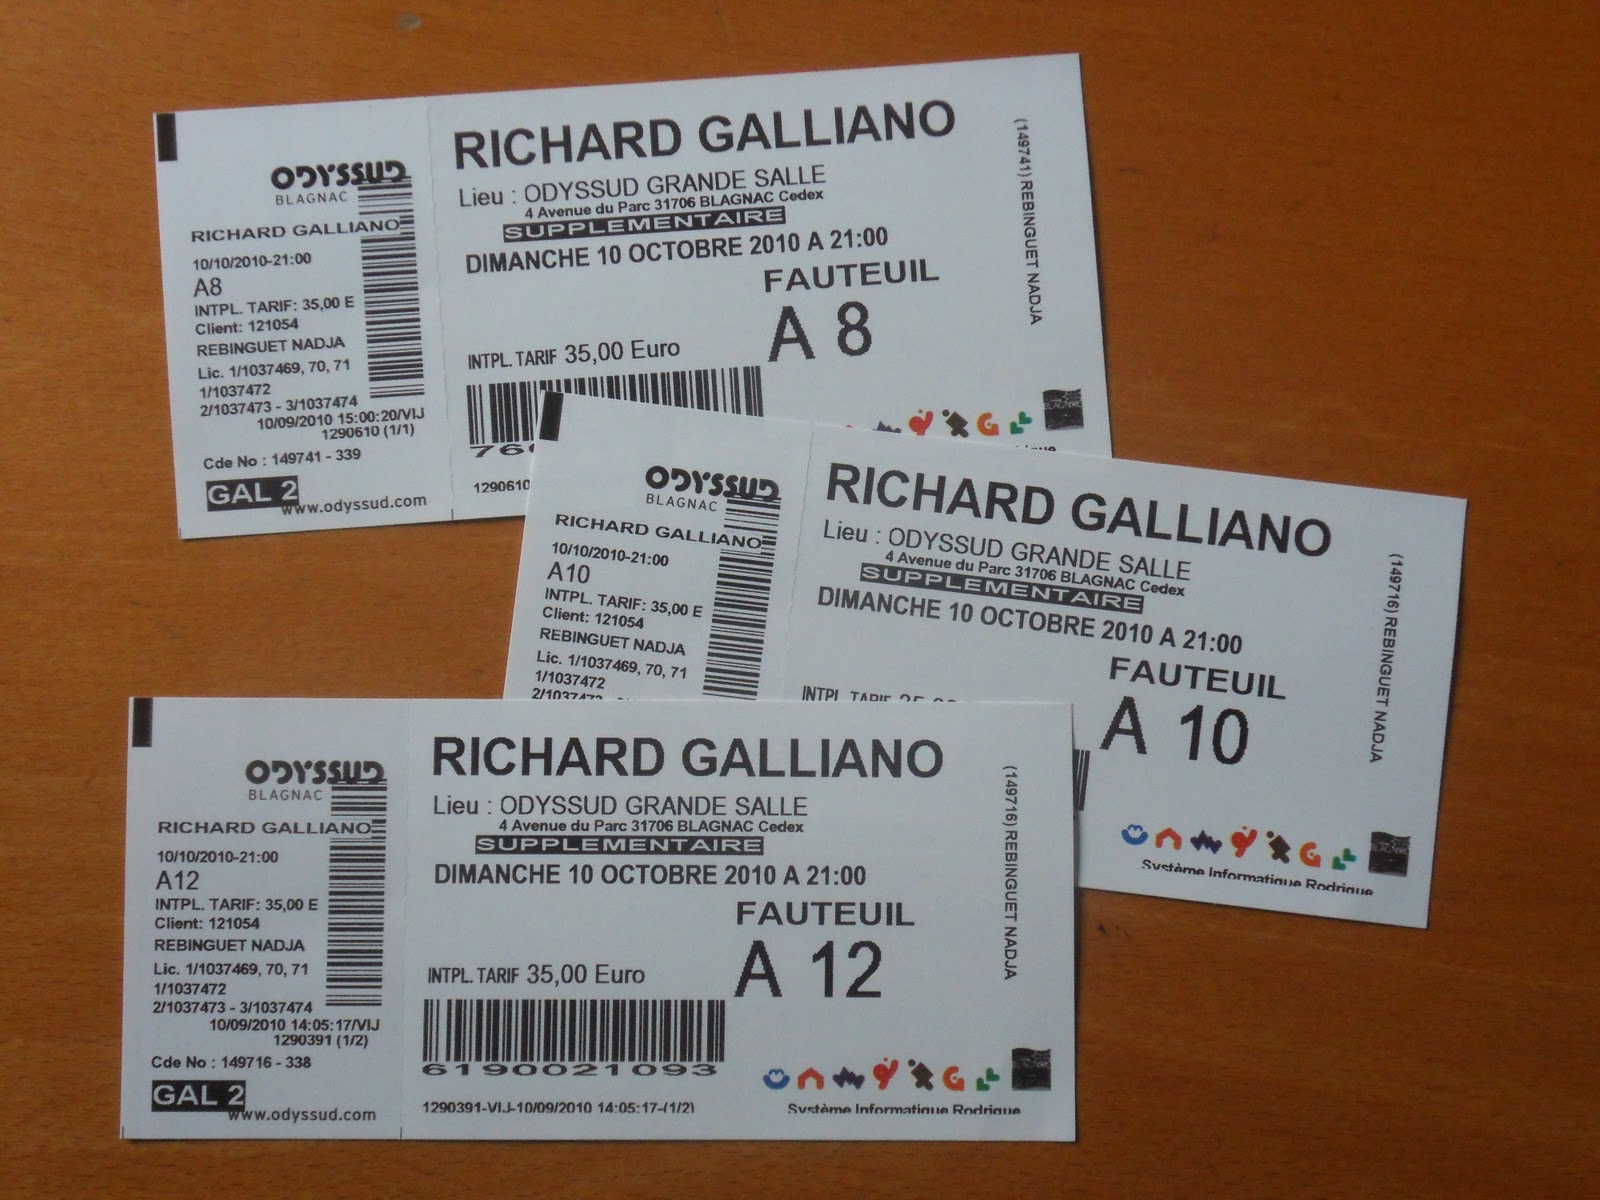 ODYSSUD
BLAGNAC
RICHARD GALLIANO
10/10/2010-21:00
A8
INTPL. TARIF: 35,00 E
Client: 121054
REBINGUET NADJA
Lic. 1/1037469, 70, 71
1/1037472
2/1037473 - 3/1037474
10/09/2010 15:00:20/VIJ
1290610 (1/1)
Cde No : 149741 - 339
GAL 2
www.odyssud.com
RICHARD GALLIANO
Lieu : ODYSSUD GRANDE SALLE
4 Avenue du Parc 31706 BLAGNAC Cedex
SUPPLEMENTAIRE
DIMANCHE 10 OCTOBRE 2010 A 21:00
FAUTEUIL
A 8
INTPL. TARIF 35,00 Euro
1290610
(149741) REBINGUET NADJA
ODYSSUD
BLAGNAC
RICHARD GALLIANO
10/10/2010-21:00
A10
INTPL. TARIF: 35,00 E
Client: 121054
REBINGUET NADJA
Lic. 1/1037469, 70, 71
1/1037472
2/1037473
RICHARD GALLIANO
Lieu : ODYSSUD GRANDE SALLE
4 Avenue du Parc 31706 BLAGNAC Cedex
SUPPLEMENTAIRE
DIMANCHE 10 OCTOBRE 2010 A 21:00
FAUTEUIL
A 10
INTPL. TARIF
Système Informatique Rodrigue
(149716) REBINGUET NADJA
ODYSSUD
BLAGNAC
RICHARD GALLIANO
10/10/2010-21:00
A12
INTPL. TARIF: 35,00 E
Client: 121054
REBINGUET NADJA
Lic. 1/1037469, 70, 71
1/1037472
2/1037473 - 3/1037474
10/09/2010 14:05:17/VIJ
1290391 (1/2)
Cde No : 149716 - 338
GAL 2
www.odyssud.com
RICHARD GALLIANO
Lieu : ODYSSUD GRANDE SALLE
4 Avenue du Parc 31706 BLAGNAC Cedex
SUPPLEMENTAIRE
DIMANCHE 10 OCTOBRE 2010 A 21:00
FAUTEUIL
A 12
INTPL. TARIF 35,00 Euro
6190021093
1290391-VIJ-10/09/2010 14:05:17-(1/2)
Système Informatique Rodrigue
(149716) REBINGUET NADJA